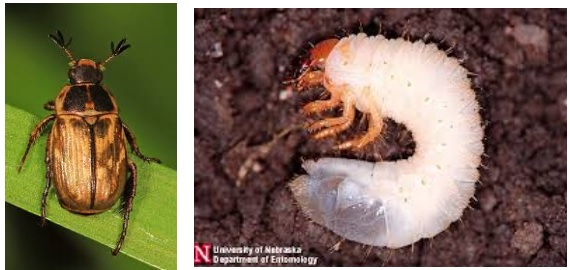 N University of Nebraska
Department of Entomology